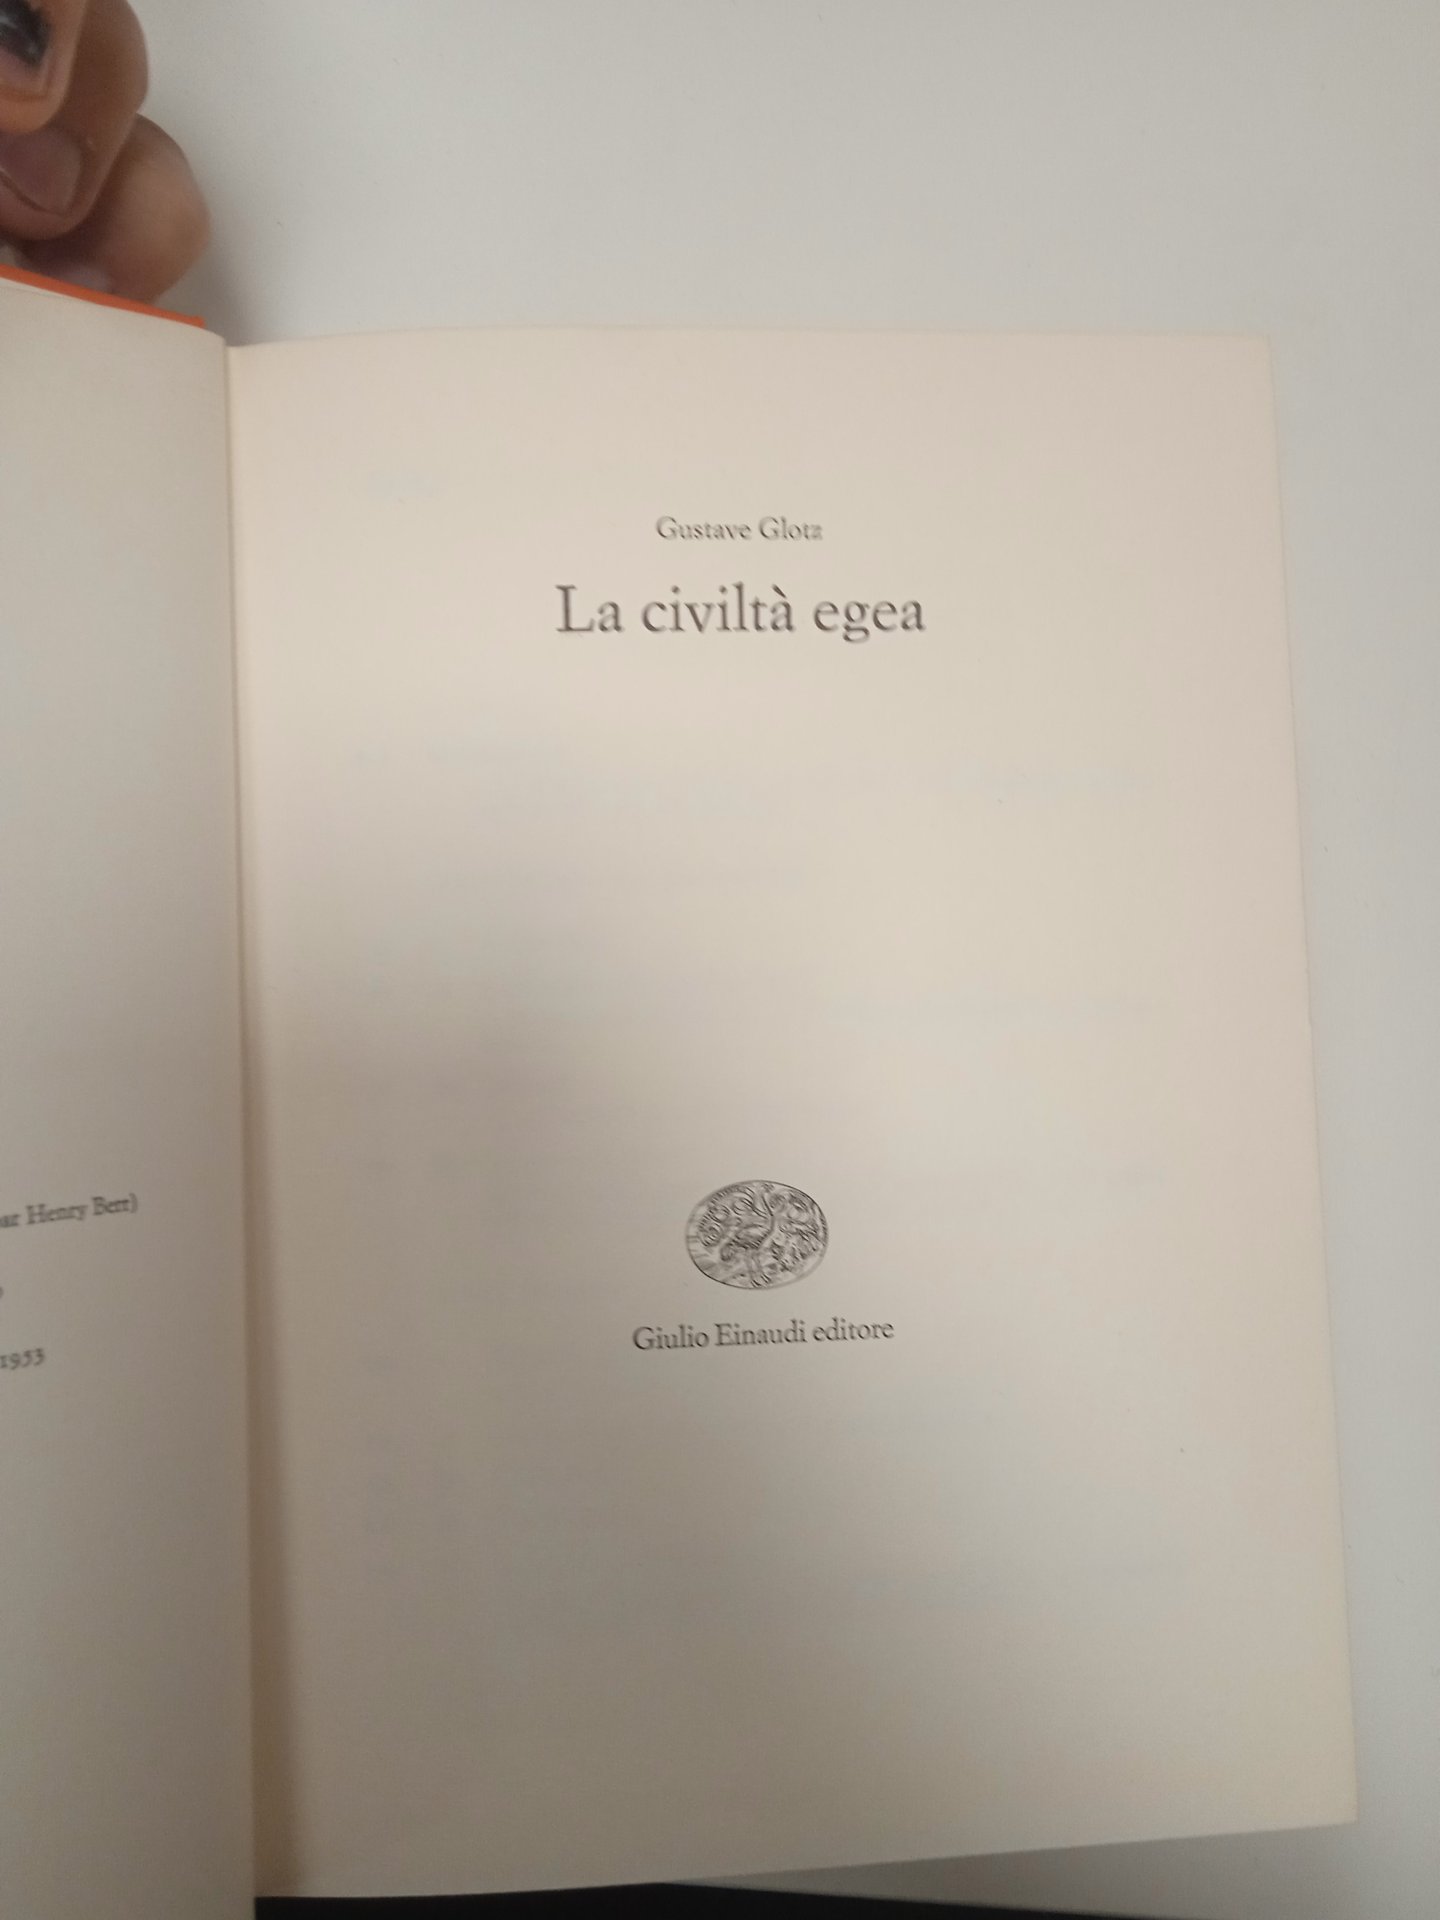 Henry Berr)
1953
Gustave Glotz
La civiltà egea
Giulio Einaudi editore